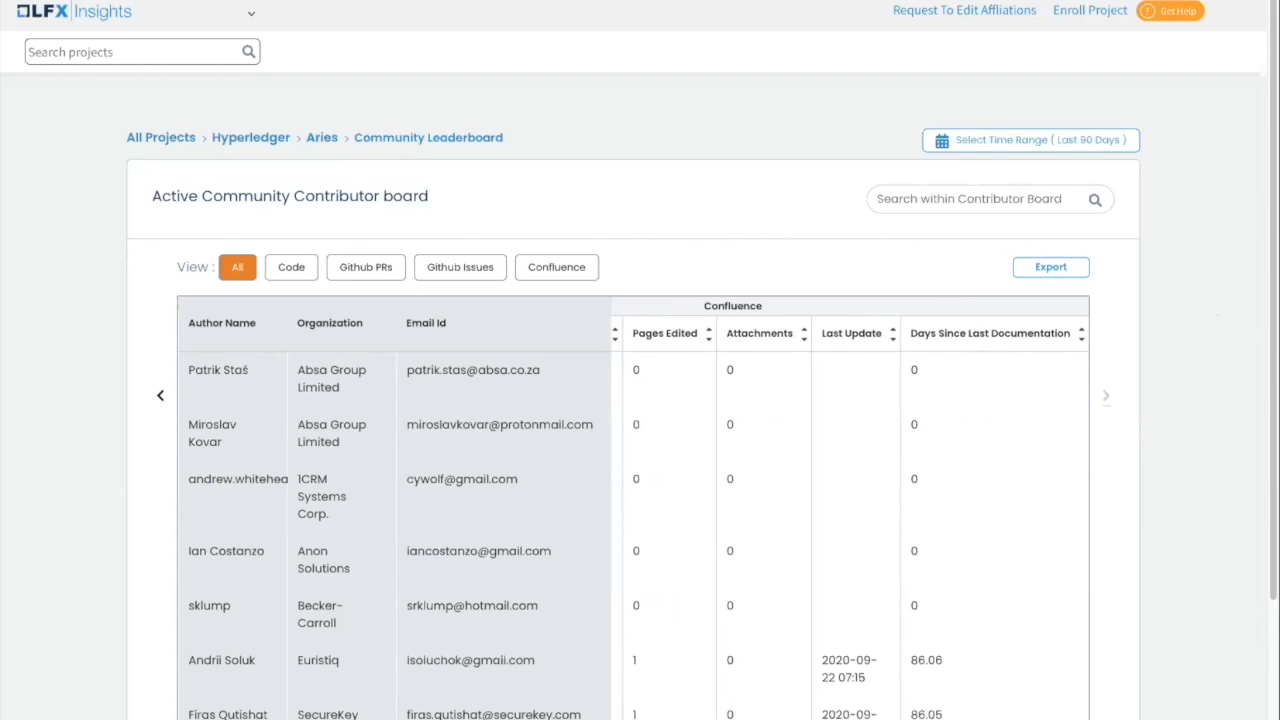 LFX Insights
Request To Edit Affliations Enroll Project Get Help
Search projects
All Projects > Hyperledger > Aries > Community Leaderboard
Select Time Range ( Last 90 Days )
Active Community Contributor board
Search within Contributor Board
View : All Code Github PRs Github Issues Confluence
Export
Confluence
Author Name Organization Email Id
Pages Edited Attachments Last Update Days Since Last Documentation
Patrik Staš Absa Group patrik.stas@absa.co.za 0 0 0
Limited
Miroslav Absa Group miroslavkovar@protonmail.com 0 0 0
Kovar Limited
andrew.whitehea 1CRM cywolf@gmail.com 0 0 0
Systems
Corp.
Ian Costanzo Anon iancostanzo@gmail.com 0 0 0
Solutions
sklump Becker- srklump@hotmail.com 0 0 0
Carroll
Andrii Soluk Euristiq isoiuchok@gmail.com 1 0 2020-09- 86.06
22 07:15
Firas Qutishat SecureKey firas.qutishat@securekey.com 1 0 2020-09- 86.05